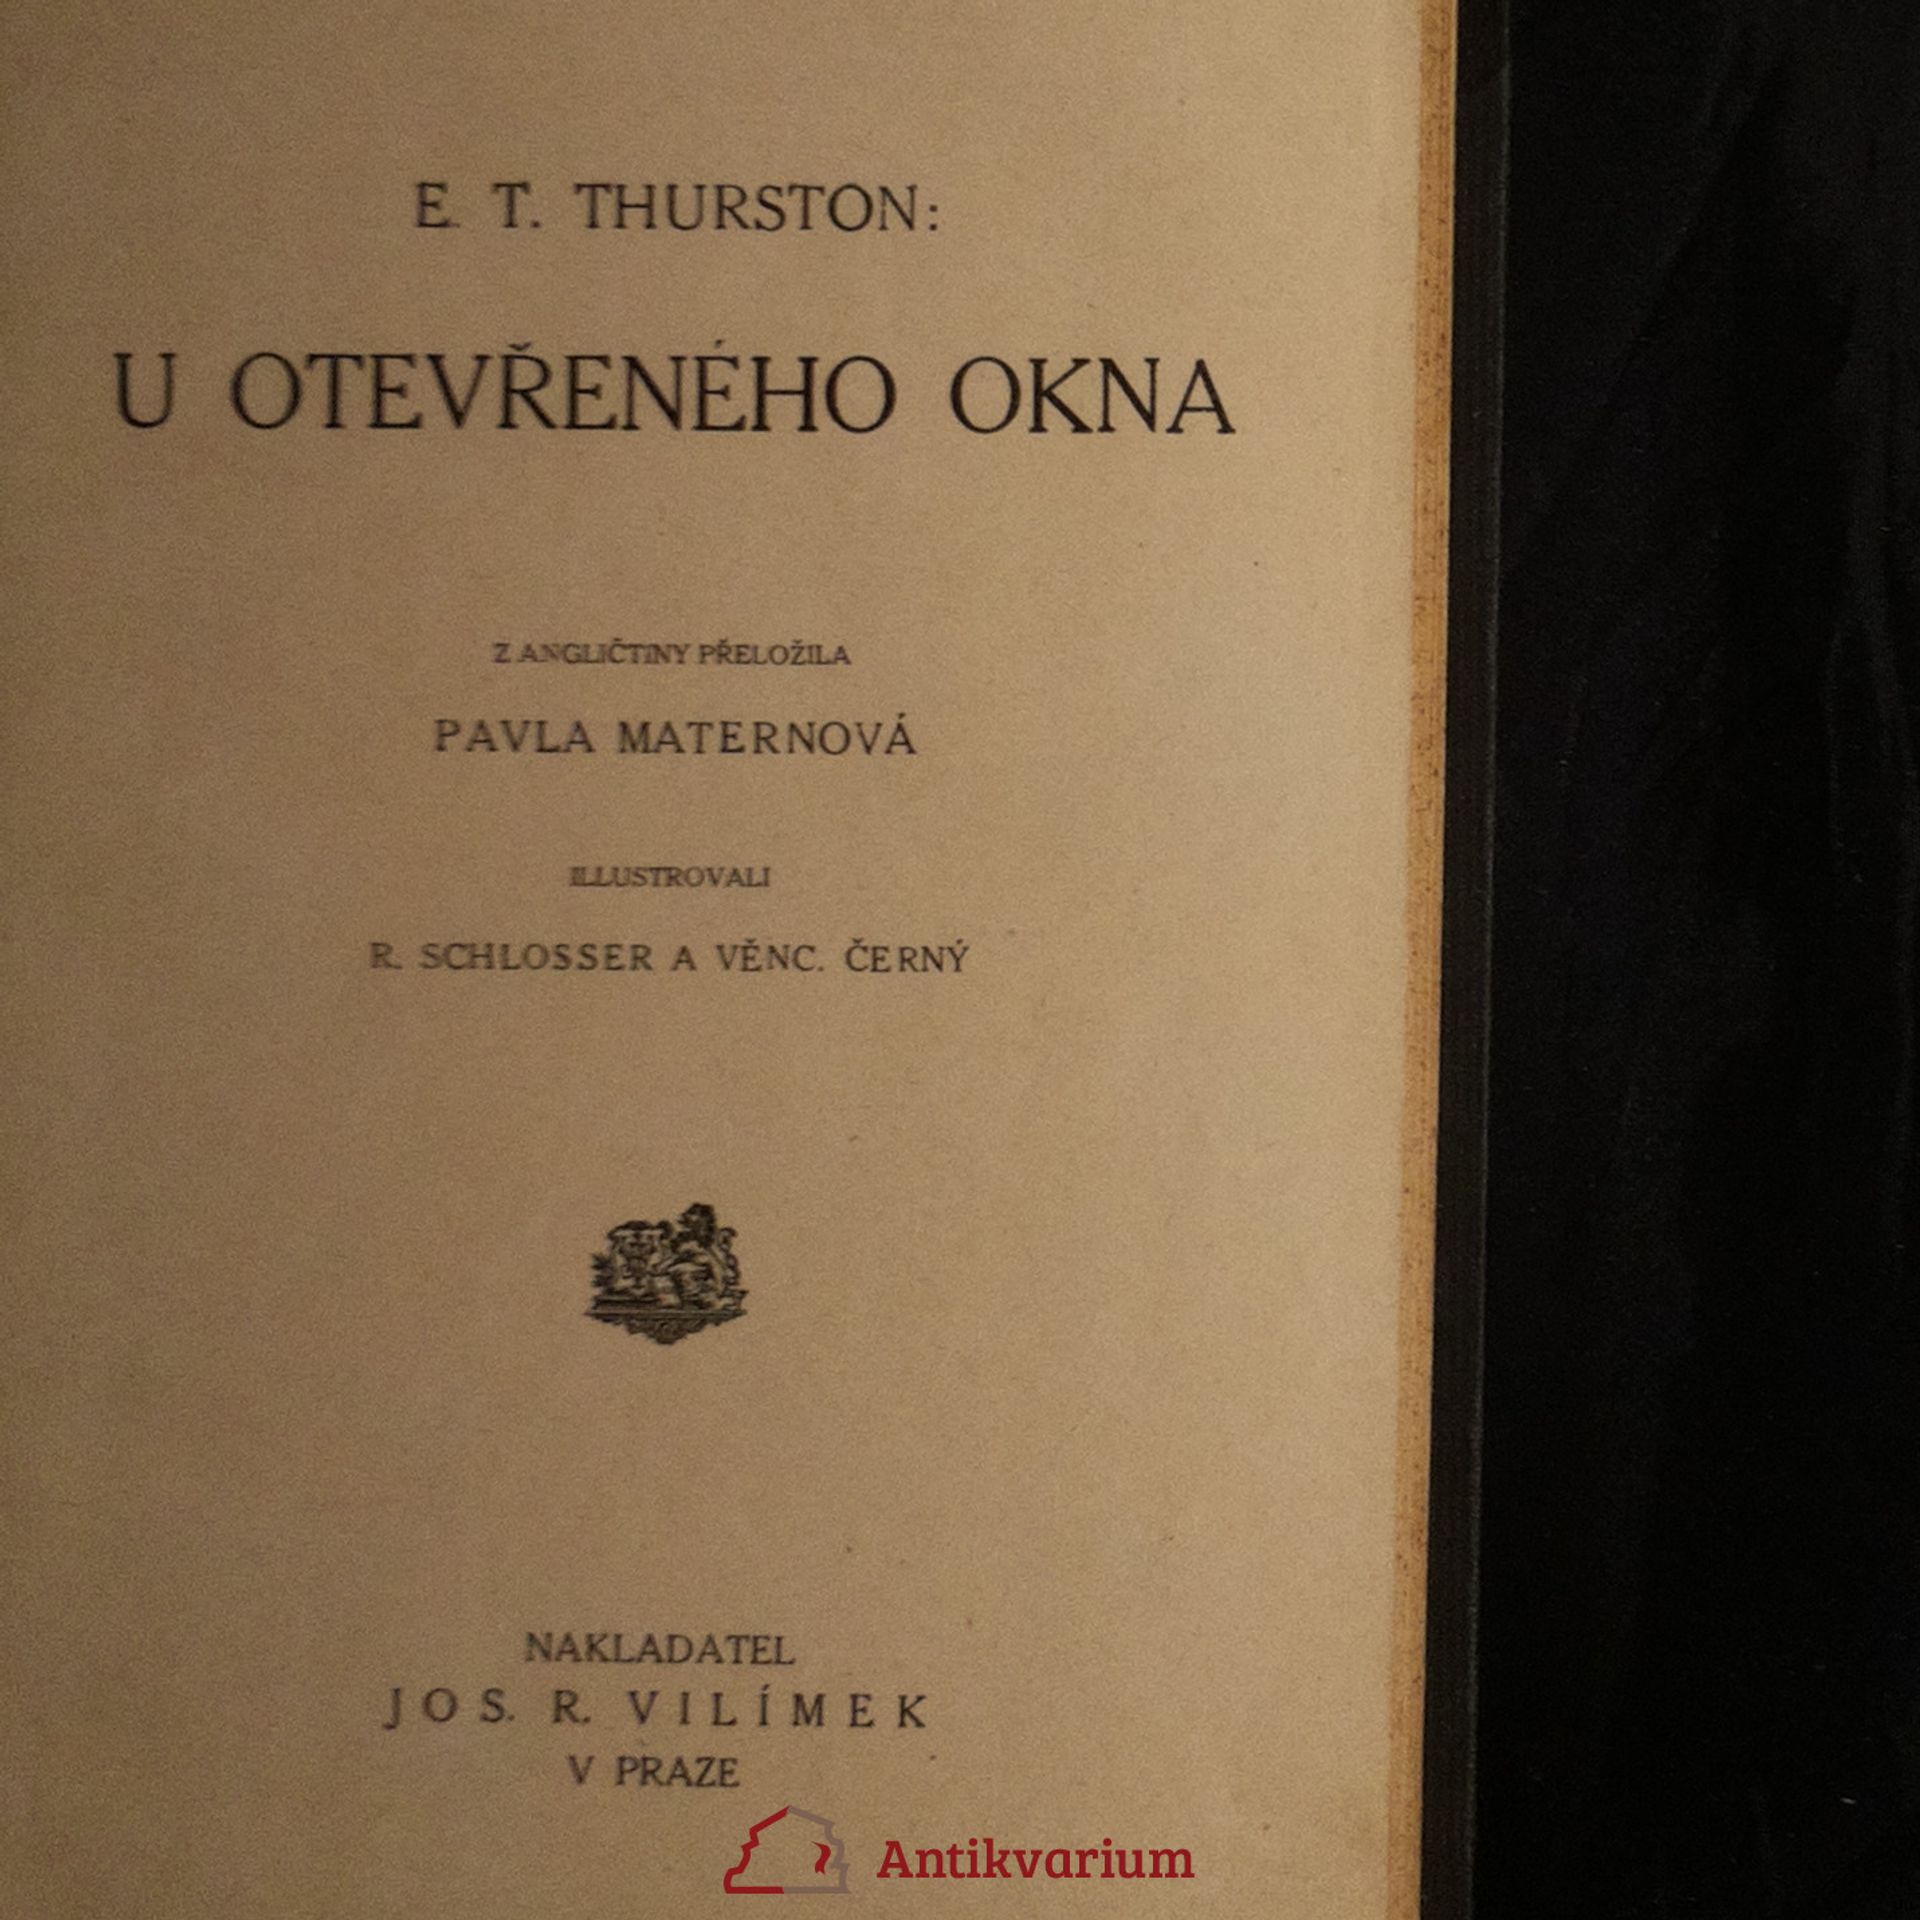 E. T. THURSTON:
U OTEVŘENÉHO OKNA
Z ANGLIČTINY PŘELOŽILA
PAVLA MATERNOVÁ
ILLUSTROVALI
R. SCHLOSSER A VĚNC. ČERNÝ
NAKLADATEL
JOS. R. VILÍMEK
V PRAZE
Antikvarium